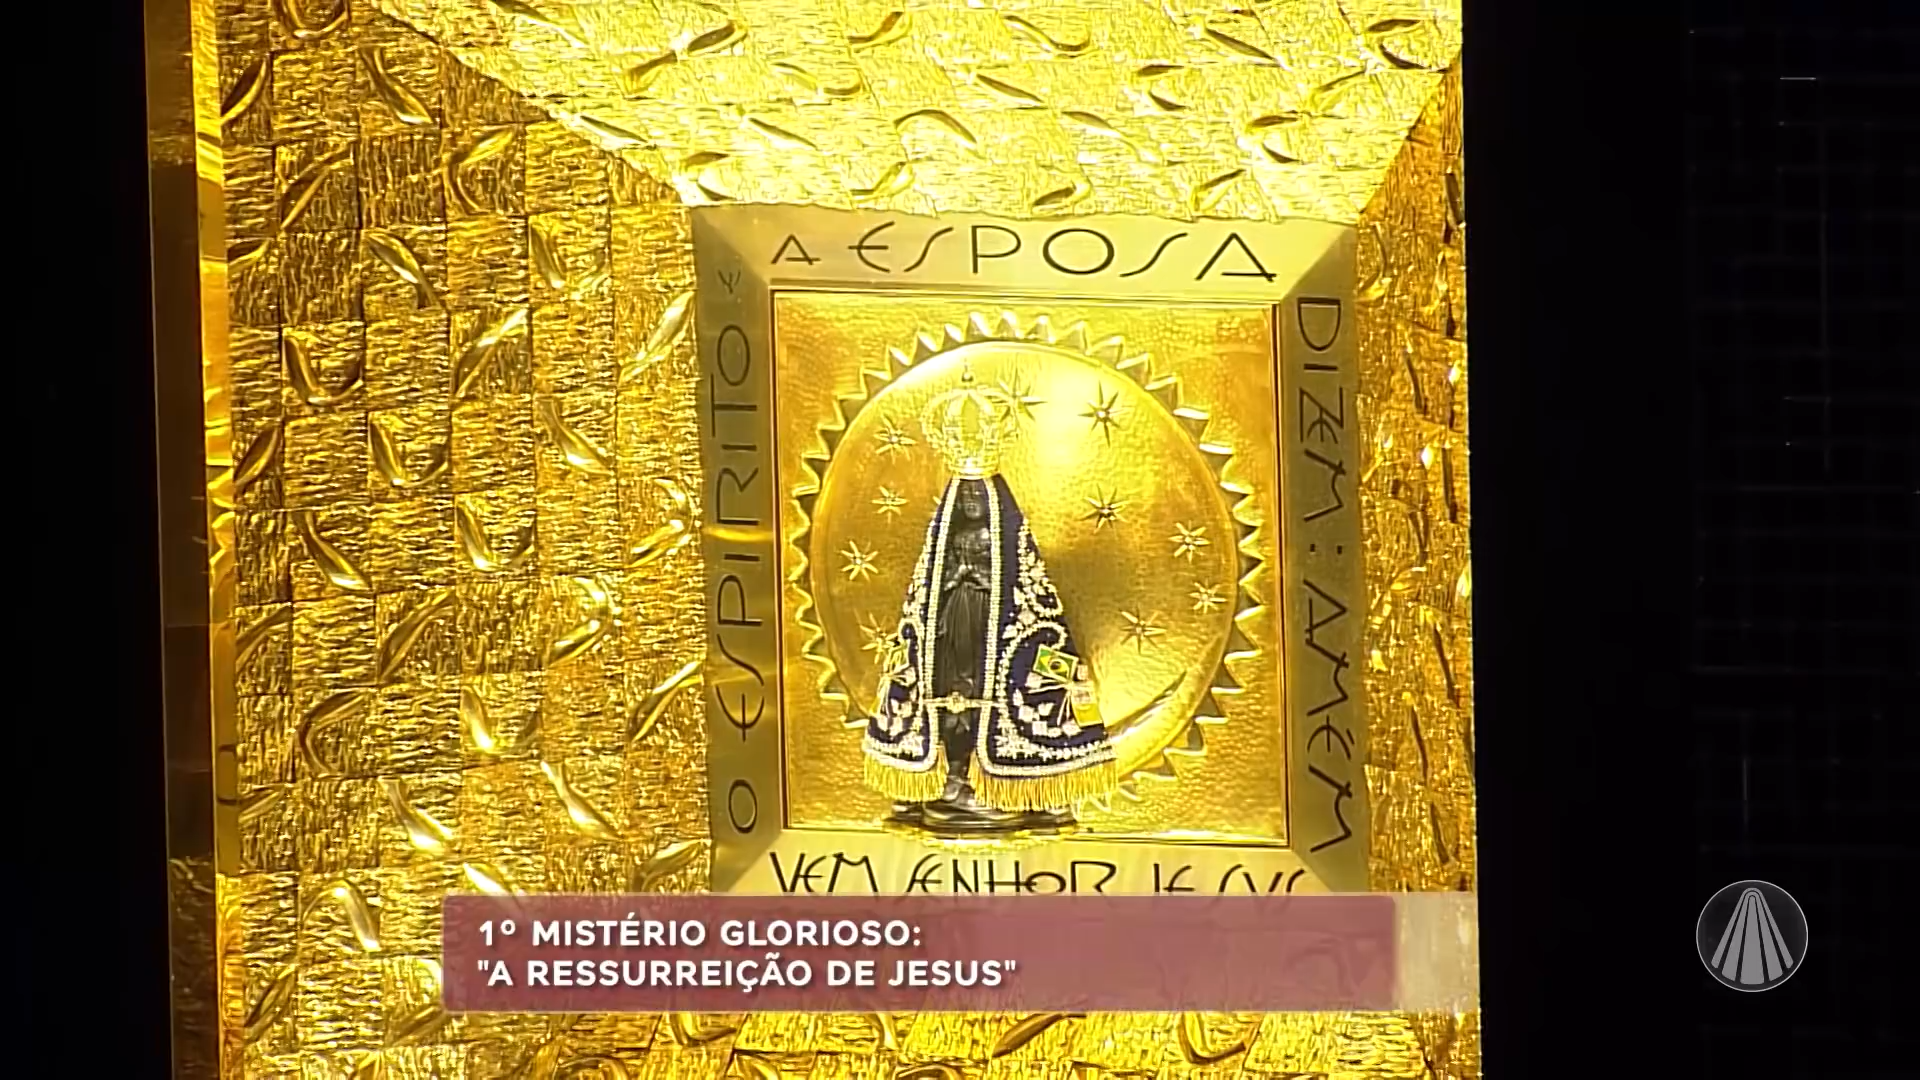 O ESPIRITO E
A ESPOSA
DIZEM: AMÉM
VEM SENHOR JESUS
1º MISTÉRIO GLORIOSO:
"A RESSURREIÇÃO DE JESUS"